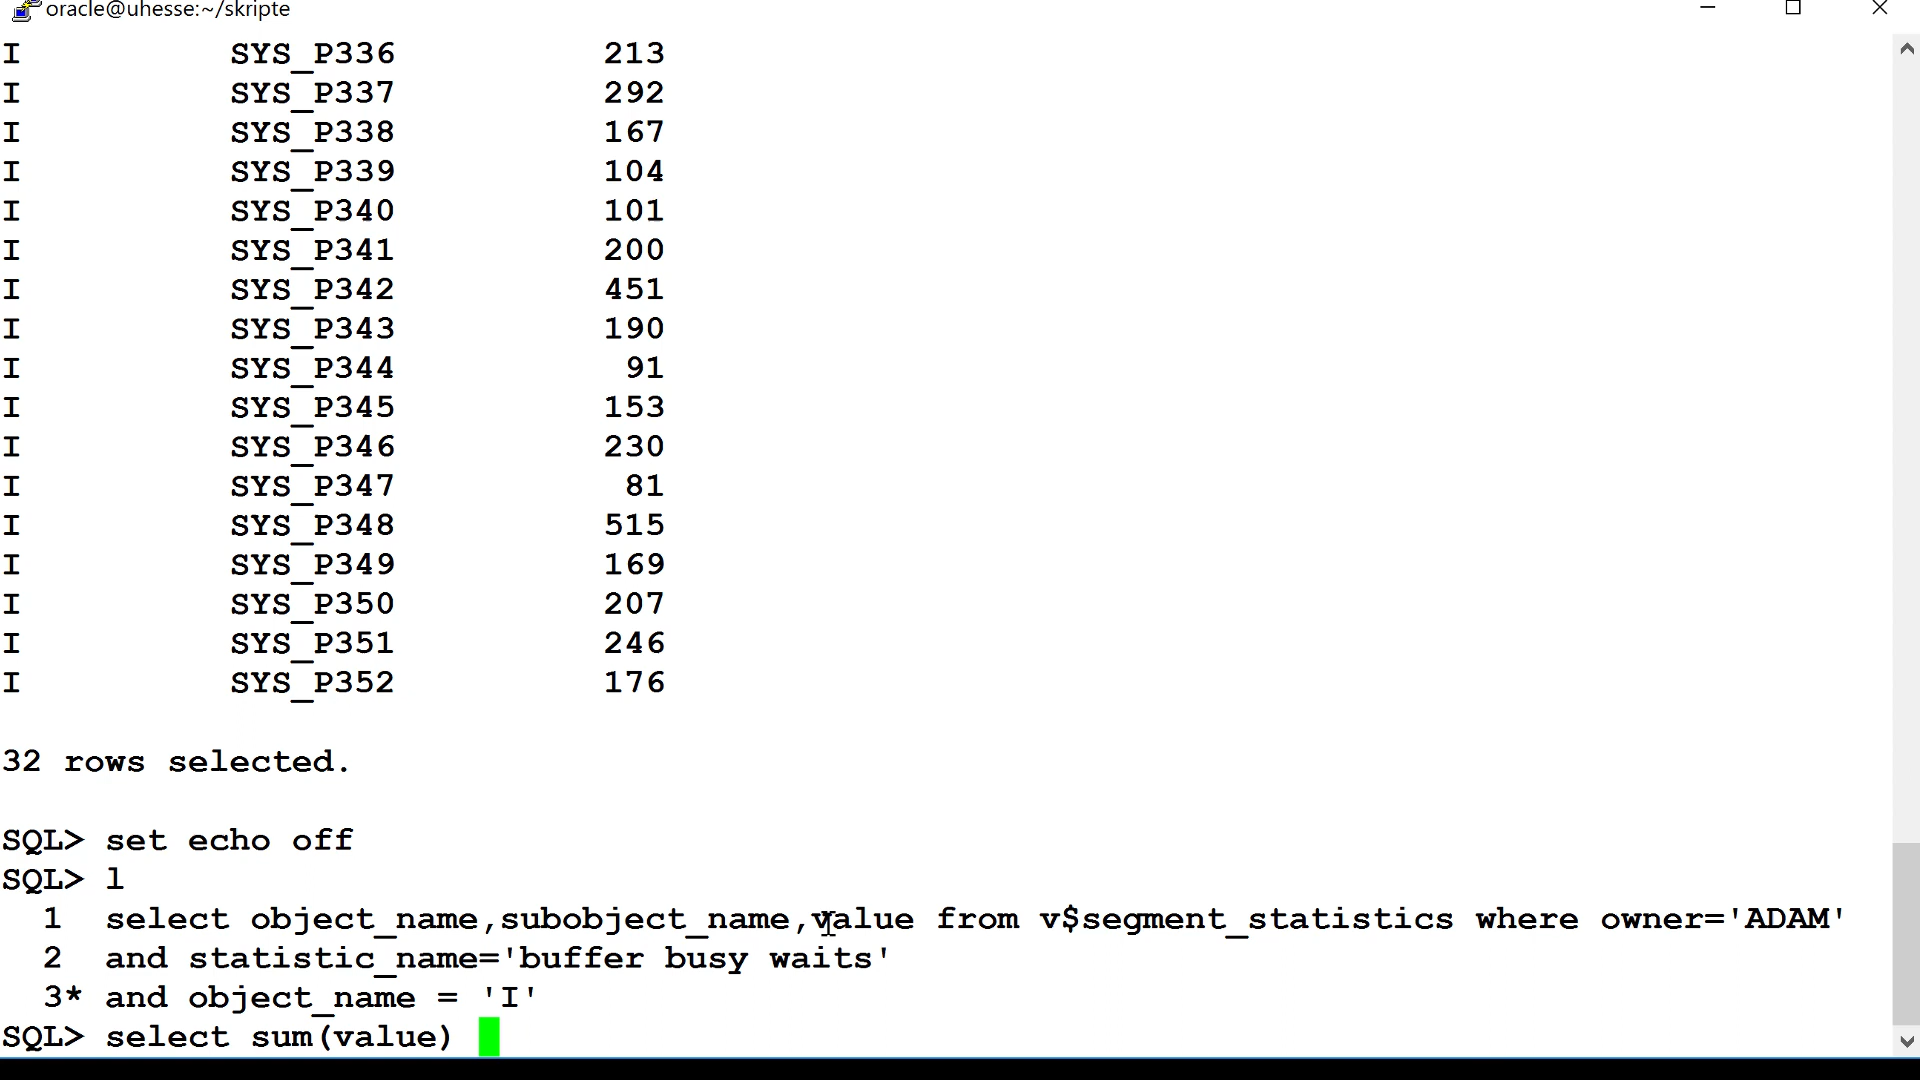 oracle@uhesse:~/skripte
I SYS_P336 213
I SYS_P337 292
I SYS_P338 167
I SYS_P339 104
I SYS_P340 101
I SYS_P341 200
I SYS_P342 451
I SYS_P343 190
I SYS_P344 91
I SYS_P345 153
I SYS_P346 230
I SYS_P347 81
I SYS_P348 515
I SYS_P349 169
I SYS_P350 207
I SYS_P351 246
I SYS_P352 176
32 rows selected.
SQL> set echo off
SQL> l
1 select object_name,subobject_name,value from v$segment_statistics where owner='ADAM'
2 and statistic_name='buffer busy waits'
3* and object_name = 'I'
SQL> select sum(value)